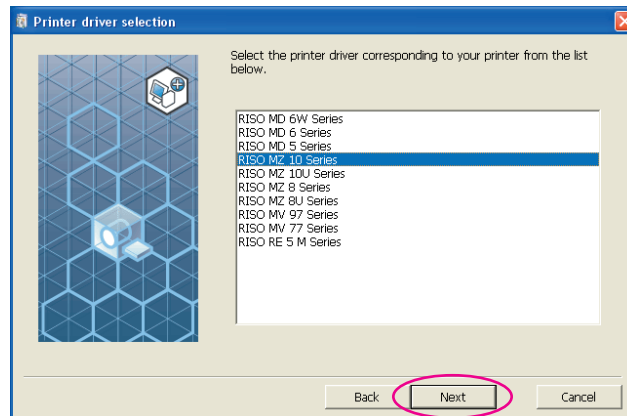 Printer driver selection
Select the printer driver corresponding to your printer from the list
below.
RISO MD 6W Series
RISO MD 6 Series
RISO MD 5 Series
RISO MZ 10 Series
RISO MZ 10U Series
RISO MZ 8 Series
RISO MZ 8U Series
RISO MV 97 Series
RISO MV 77 Series
RISO RE 5 M Series
Back Next Cancel